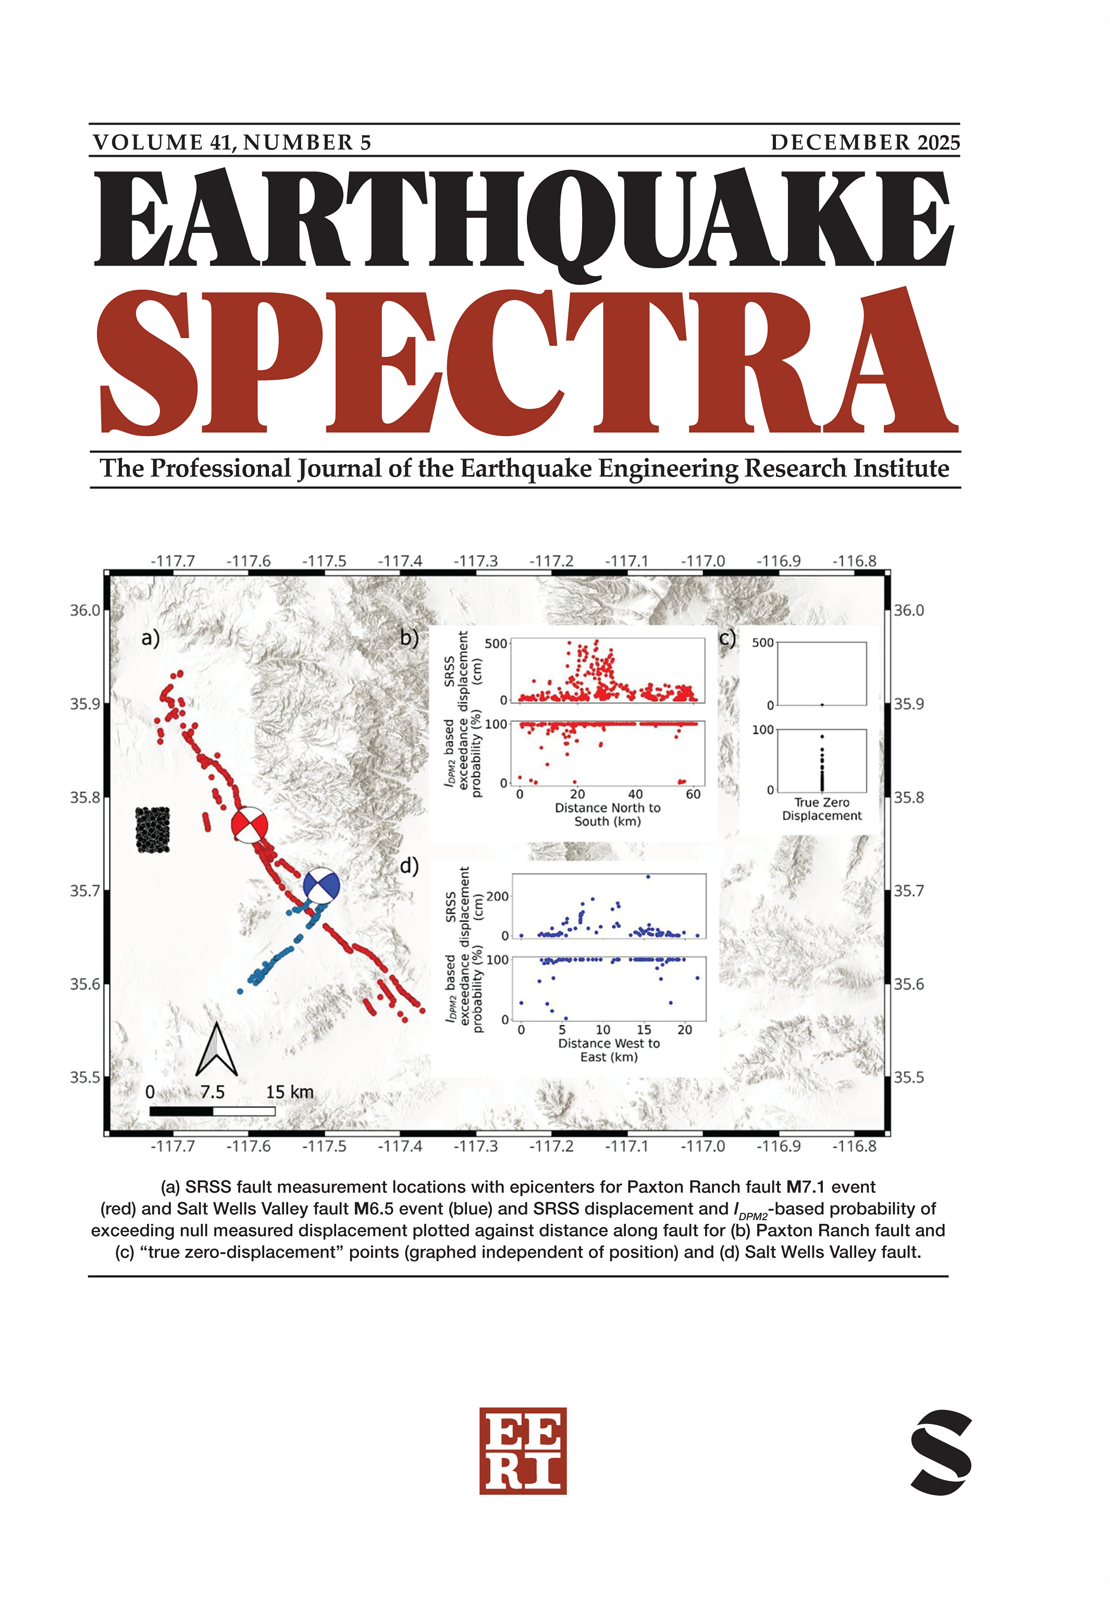 VOLUME 41, NUMBER 5 DECEMBER 2025
EARTHQUAKE
SPECTRA
The Professional Journal of the Earthquake Engineering Research Institute
-117.7 -117.6 -117.5 -117.4 -117.3 -117.2 -117.1 -117.0 -116.9 -116.8
36.0 36.0
35.9 35.9
35.8 35.8
35.7 35.7
35.6 35.6
35.5 35.5
a)
b)
SRSS
displacement
(cm)
500
0
I_DPM2 based
exceedance
probability (%)
100
0
0 20 40 60
Distance North to
South (km)
c)
500
0
100
0
True Zero
Displacement
d)
SRSS
displacement
(cm)
200
0
I_DPM2 based
exceedance
probability (%)
100
0
0 5 10 15 20
Distance West to
East (km)
0 7.5 15 km
-117.7 -117.6 -117.5 -117.4 -117.3 -117.2 -117.1 -117.0 -116.9 -116.8
(a) SRSS fault measurement locations with epicenters for Paxton Ranch fault M7.1 event
(red) and Salt Wells Valley fault M6.5 event (blue) and SRSS displacement and I_DPM2-based probability of
exceeding null measured displacement plotted against distance along fault for (b) Paxton Ranch fault and
(c) “true zero-displacement” points (graphed independent of position) and (d) Salt Wells Valley fault.
EE
RI
S